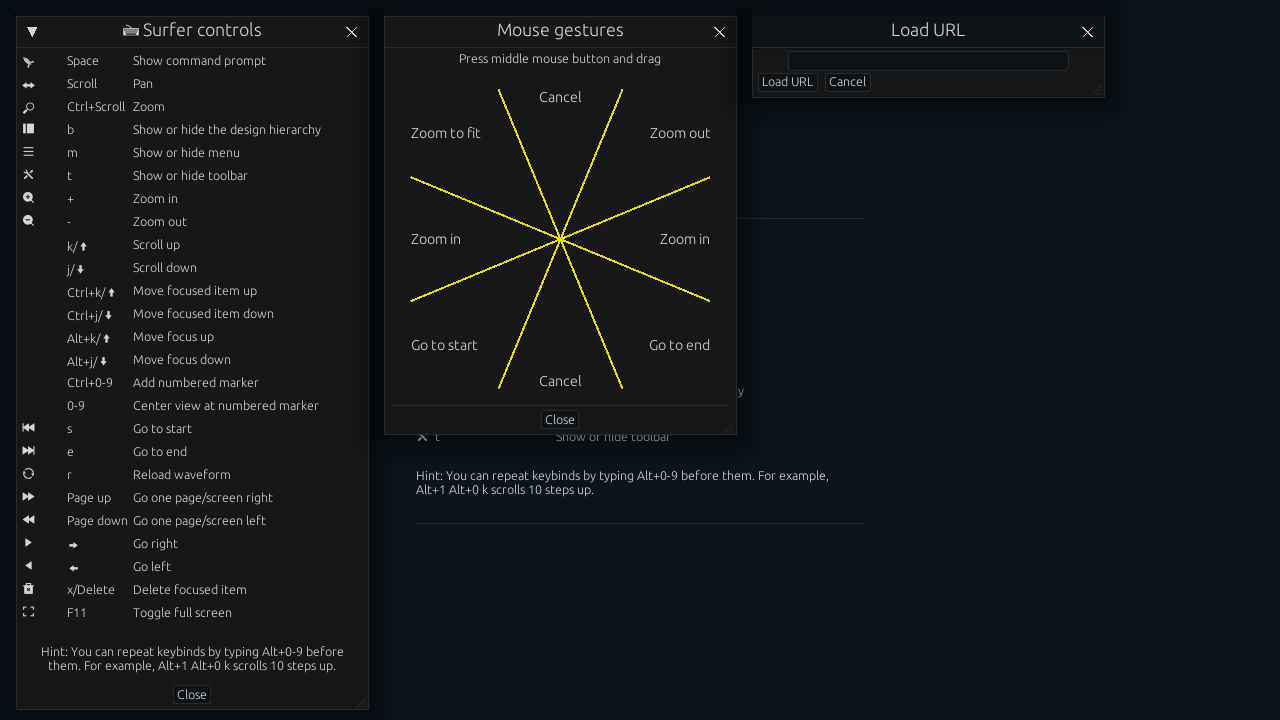 Surfer controls
Space Show command prompt
Scroll Pan
Ctrl+Scroll Zoom
b Show or hide the design hierarchy
m Show or hide menu
t Show or hide toolbar
+ Zoom in
- Zoom out
k/⬆ Scroll up
j/⬇ Scroll down
Ctrl+k/⬆ Move focused item up
Ctrl+j/⬇ Move focused item down
Alt+k/⬆ Move focus up
Alt+j/⬇ Move focus down
Ctrl+0-9 Add numbered marker
0-9 Center view at numbered marker
s Go to start
e Go to end
r Reload waveform
Page up Go one page/screen right
Page down Go one page/screen left
➡ Go right
⬅ Go left
x/Delete Delete focused item
F11 Toggle full screen
Hint: You can repeat keybinds by typing Alt+0-9 before
them. For example, Alt+1 Alt+0 k scrolls 10 steps up.
Close
Mouse gestures
Press middle mouse button and drag
Cancel
Zoom to fit Zoom out
Zoom in Zoom in
Go to start Go to end
Cancel
Close
Load URL
Load URL Cancel
y
t Show or hide toolbar
Hint: You can repeat keybinds by typing Alt+0-9 before them. For example,
Alt+1 Alt+0 k scrolls 10 steps up.